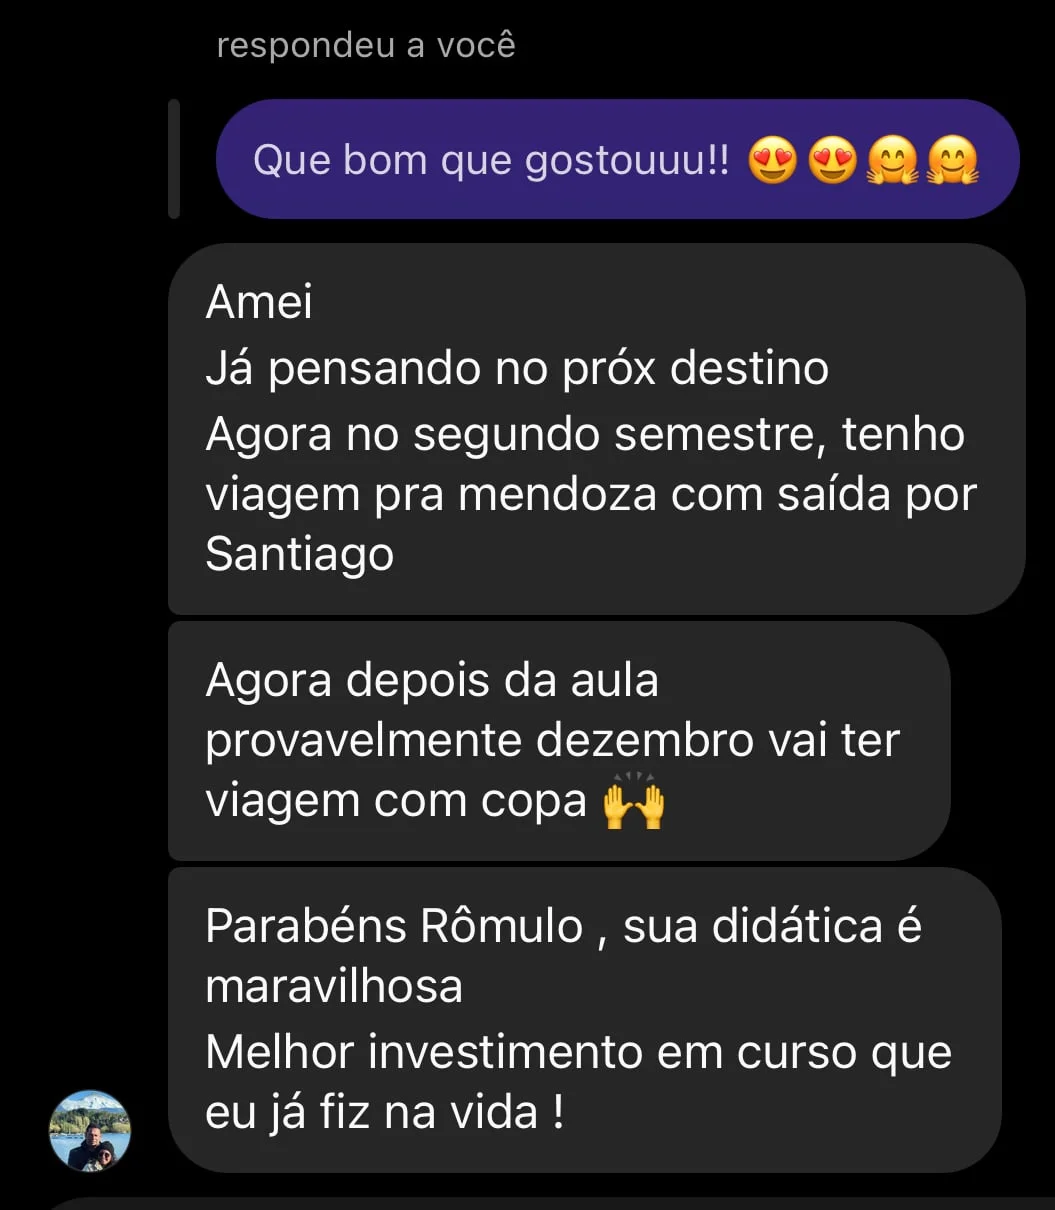 respondeu a você
Que bom que gostouuu!! 😍😍🤗🤗
Amei
Já pensando no próx destino
Agora no segundo semestre, tenho
viagem pra mendoza com saída por
Santiago
Agora depois da aula
provavelmente dezembro vai ter
viagem com copa 🙌
Parabéns Rômulo , sua didática é
maravilhosa
Melhor investimento em curso que
eu já fiz na vida !